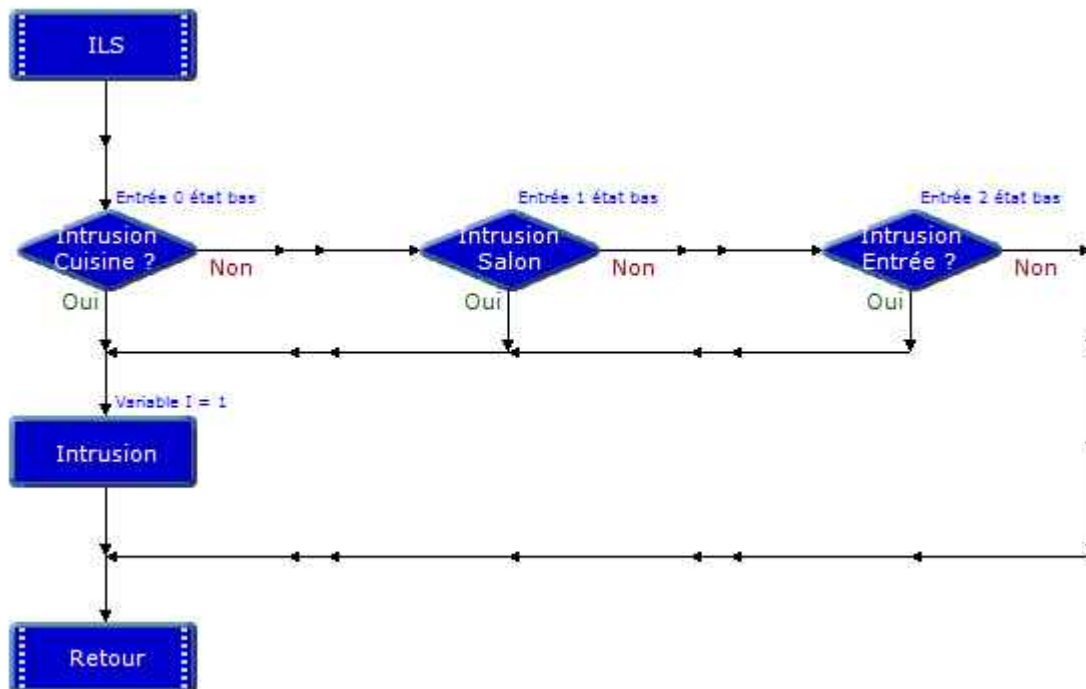 ILS
Entrée 0 état bas
Entrée 1 état bas
Entrée 2 état bas
Intrusion
Cuisine ?
Non
Oui
Intrusion
Salon
Non
Oui
Intrusion
Entrée ?
Non
Oui
Variable I = 1
Intrusion
Retour